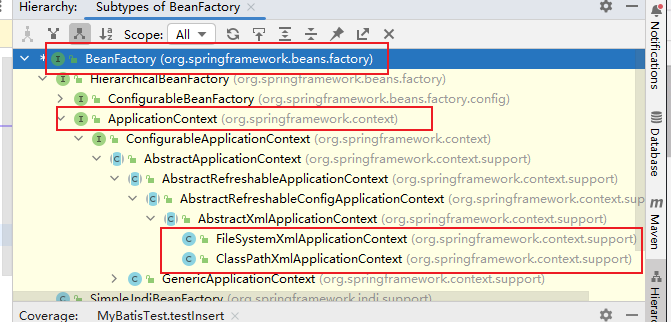 Hierarchy: Subtypes of BeanFactory
Scope: All
* BeanFactory (org.springframework.beans.factory)
HierarchicalBeanFactory (org.springframework.beans.factory)
ConfigurableBeanFactory (org.springframework.beans.factory.config)
ApplicationContext (org.springframework.context)
ConfigurableApplicationContext (org.springframework.context)
AbstractApplicationContext (org.springframework.context.support)
AbstractRefreshableApplicationContext (org.springframework.context.support)
AbstractRefreshableConfigApplicationContext (org.springframework.context.support)
AbstractXmlApplicationContext (org.springframework.context.support)
FileSystemXmlApplicationContext (org.springframework.context.support)
ClassPathXmlApplicationContext (org.springframework.context.support)
GenericApplicationContext (org.springframework.context.support)
SimpleJndiBeanFactory (org.springframework.jndi.support)
Coverage: MyBatisTest.testInsert
Notifications
Database
m Maven